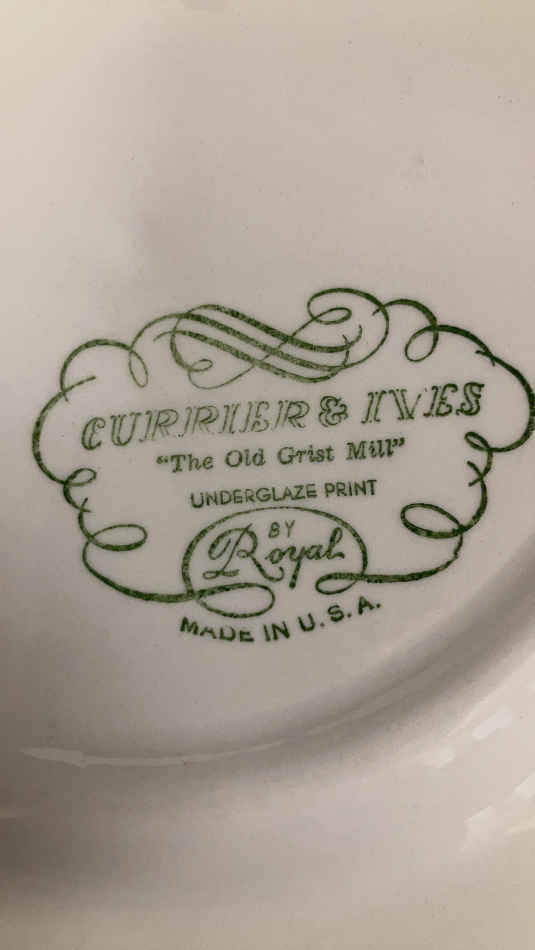 CURRIER & IVES
“The Old Grist Mill”
UNDERGLAZE PRINT
BY
Royal
MADE IN U.S.A.